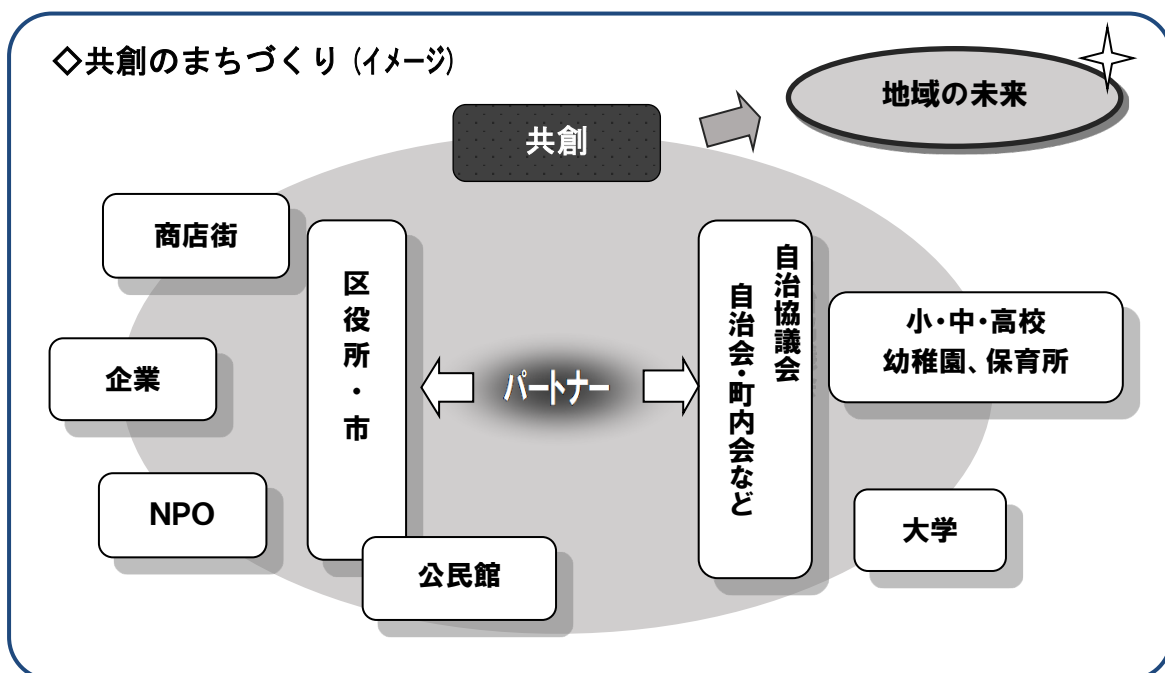 ◇共創のまちづくり(イメージ)
地域の未来
共創
商店街
区役所・市
自治協議会
自治会・町内会など
小・中・高校
幼稚園、保育所
企業
パートナー
NPO
大学
公民館